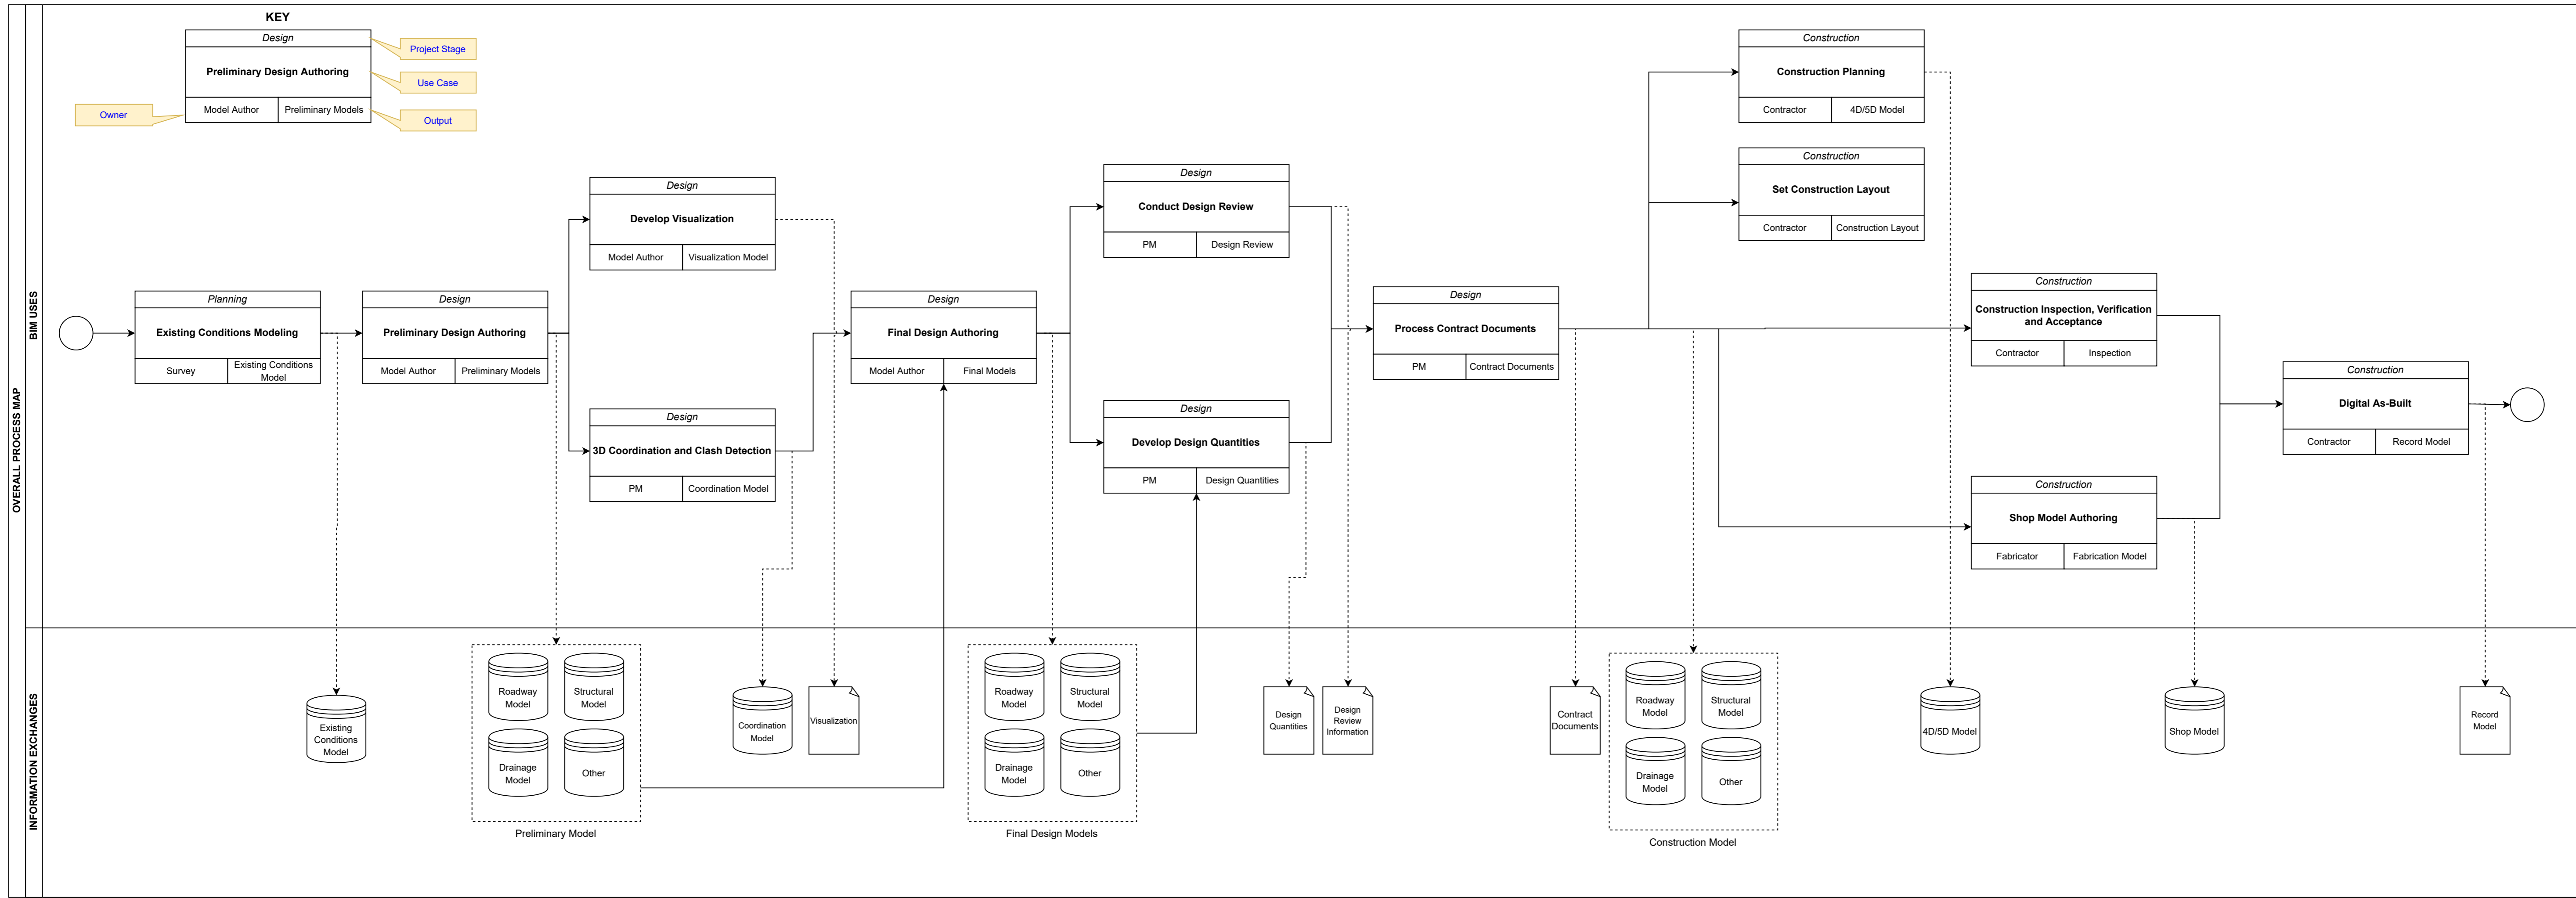 OVERALL PROCESS MAP
BIM USES
KEY
Design
Preliminary Design Authoring
Model Author
Preliminary Models
Project Stage
Use Case
Output
Owner
Planning
Existing Conditions Modeling
Survey
Existing Conditions
Model
Design
Preliminary Design Authoring
Model Author
Preliminary Models
Design
Develop Visualization
Model Author
Visualization Model
Design
3D Coordination and Clash Detection
PM
Coordination Model
Design
Final Design Authoring
Model Author
Final Models
Design
Conduct Design Review
PM
Design Review
Design
Develop Design Quantities
PM
Design Quantities
Design
Process Contract Documents
PM
Contract Documents
Construction
Construction Planning
Contractor
4D/5D Model
Construction
Set Construction Layout
Contractor
Construction Layout
Construction
Construction Inspection, Verification
and Acceptance
Contractor
Inspection
Construction
Shop Model Authoring
Fabricator
Fabrication Model
Construction
Digital As-Built
Contractor
Record Model
INFORMATION EXCHANGES
Existing
Conditions
Model
Roadway
Model
Structural
Model
Drainage
Model
Other
Preliminary Model
Coordination
Model
Visualization
Roadway
Model
Structural
Model
Drainage
Model
Other
Final Design Models
Design
Quantities
Design
Review
Information
Contract
Documents
Roadway
Model
Structural
Model
Drainage
Model
Other
Construction Model
4D/5D Model
Shop Model
Record
Model